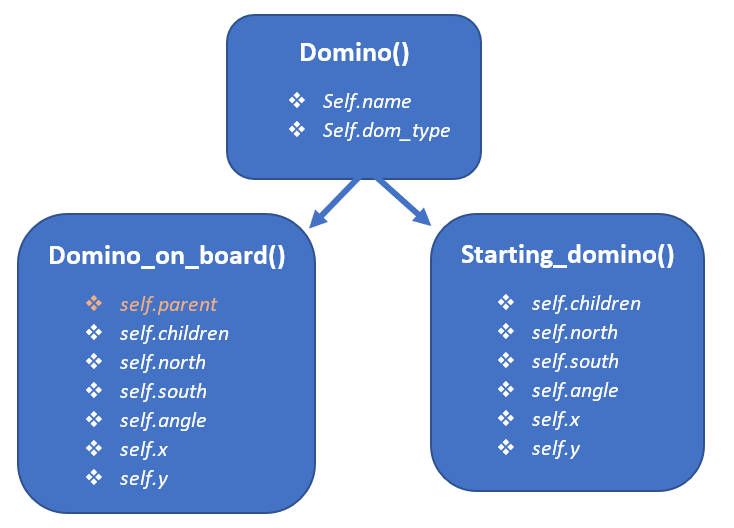 Domino()
❖ Self.name
❖ Self.dom_type
Domino_on_board()
❖ self.parent
❖ self.children
❖ self.north
❖ self.south
❖ self.angle
❖ self.x
❖ self.y
Starting_domino()
❖ self.children
❖ self.north
❖ self.south
❖ self.angle
❖ self.x
❖ self.y